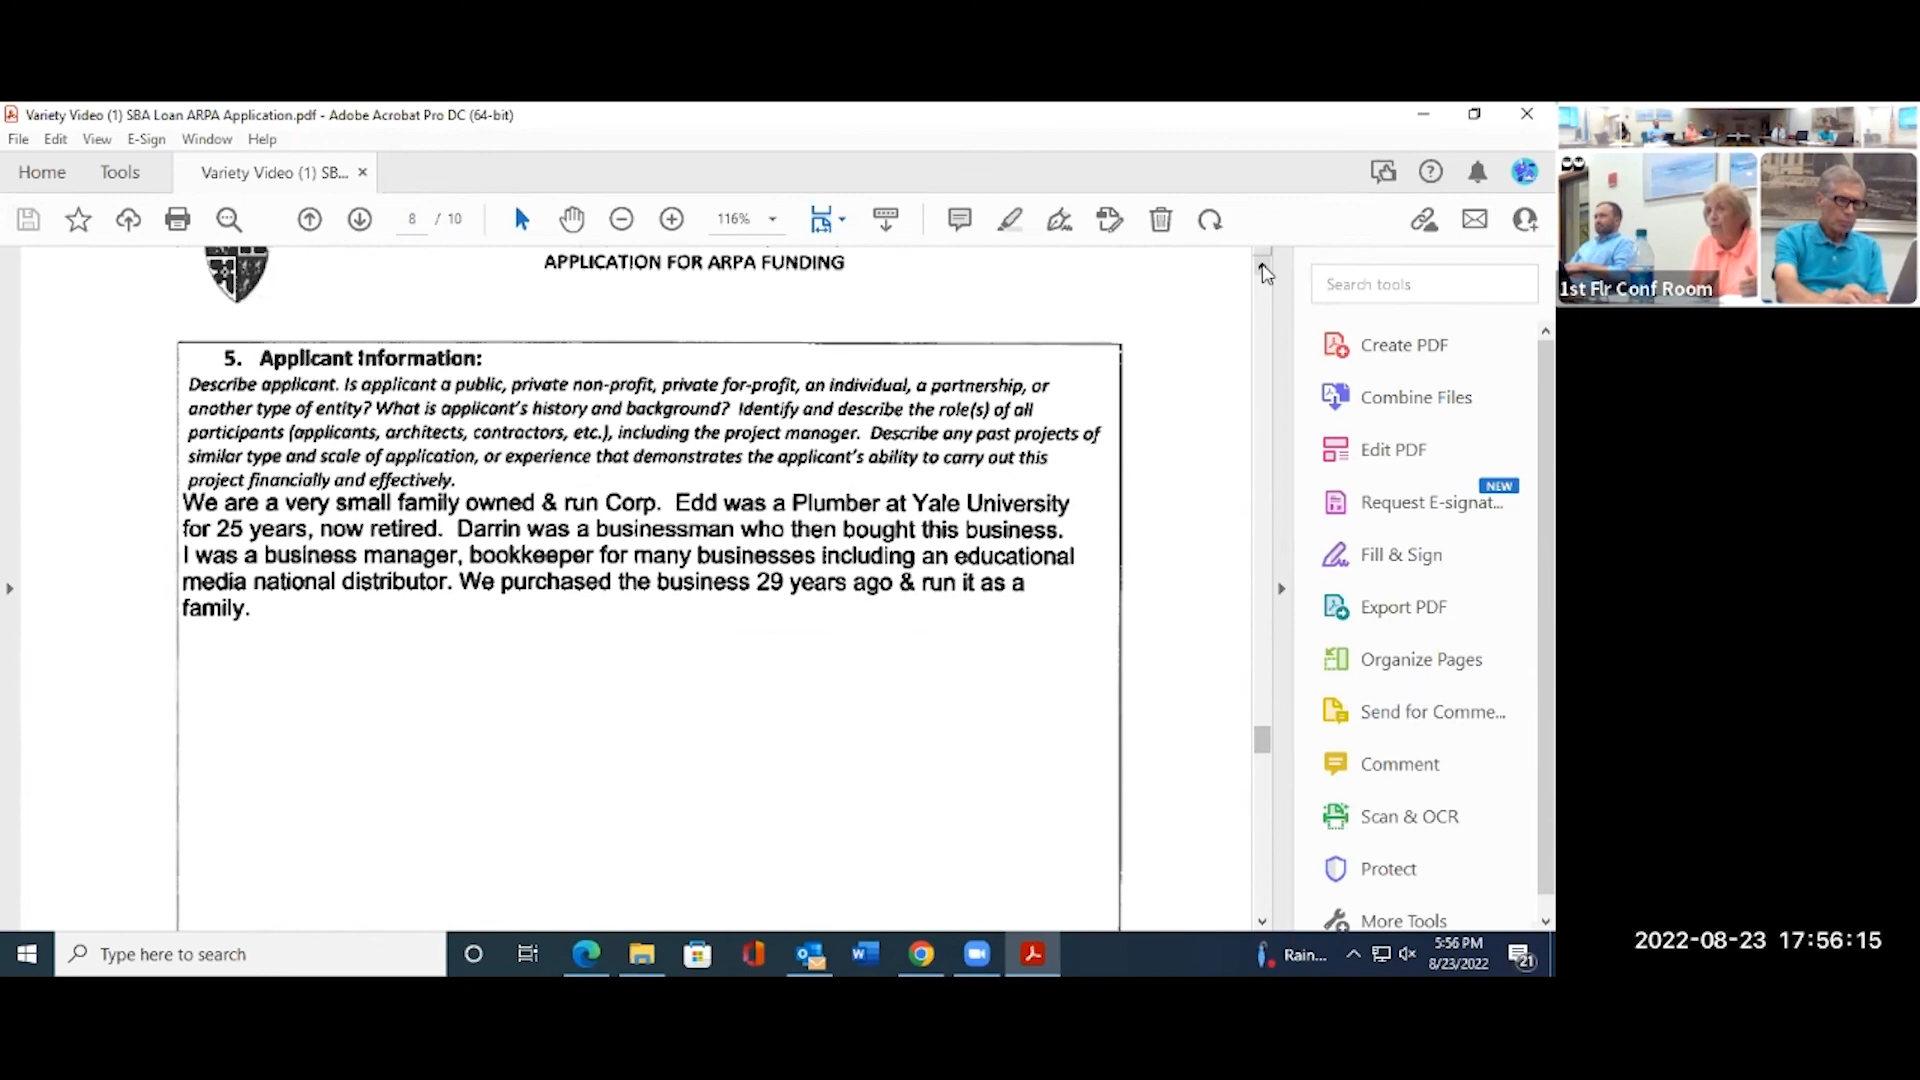 Variety Video (1) SBA Loan ARPA Application.pdf - Adobe Acrobat Pro DC (64-bit)
File Edit View E-Sign Window Help
Home Tools Variety Video (1) SB... ×
8 / 10 116%
APPLICATION FOR ARPA FUNDING
5. Applicant Information:
Describe applicant. Is applicant a public, private non-profit, private for-profit, an individual, a partnership, or
another type of entity? What is applicant's history and background? Identify and describe the role(s) of all
participants (applicants, architects, contractors, etc.), including the project manager. Describe any past projects of
similar type and scale of application, or experience that demonstrates the applicant's ability to carry out this
project financially and effectively.
We are a very small family owned & run Corp. Edd was a Plumber at Yale University
for 25 years, now retired. Darrin was a businessman who then bought this business.
I was a business manager, bookkeeper for many businesses including an educational
media national distributor. We purchased the business 29 years ago & run it as a
family.
Search tools
Create PDF
Combine Files
Edit PDF
NEW
Request E-signat...
Fill & Sign
Export PDF
Organize Pages
Send for Comme...
Comment
Scan & OCR
Protect
More Tools
1st Flr Conf Room
2022-08-23 17:56:15
Type here to search
Rain...
5:56 PM
8/23/2022
21